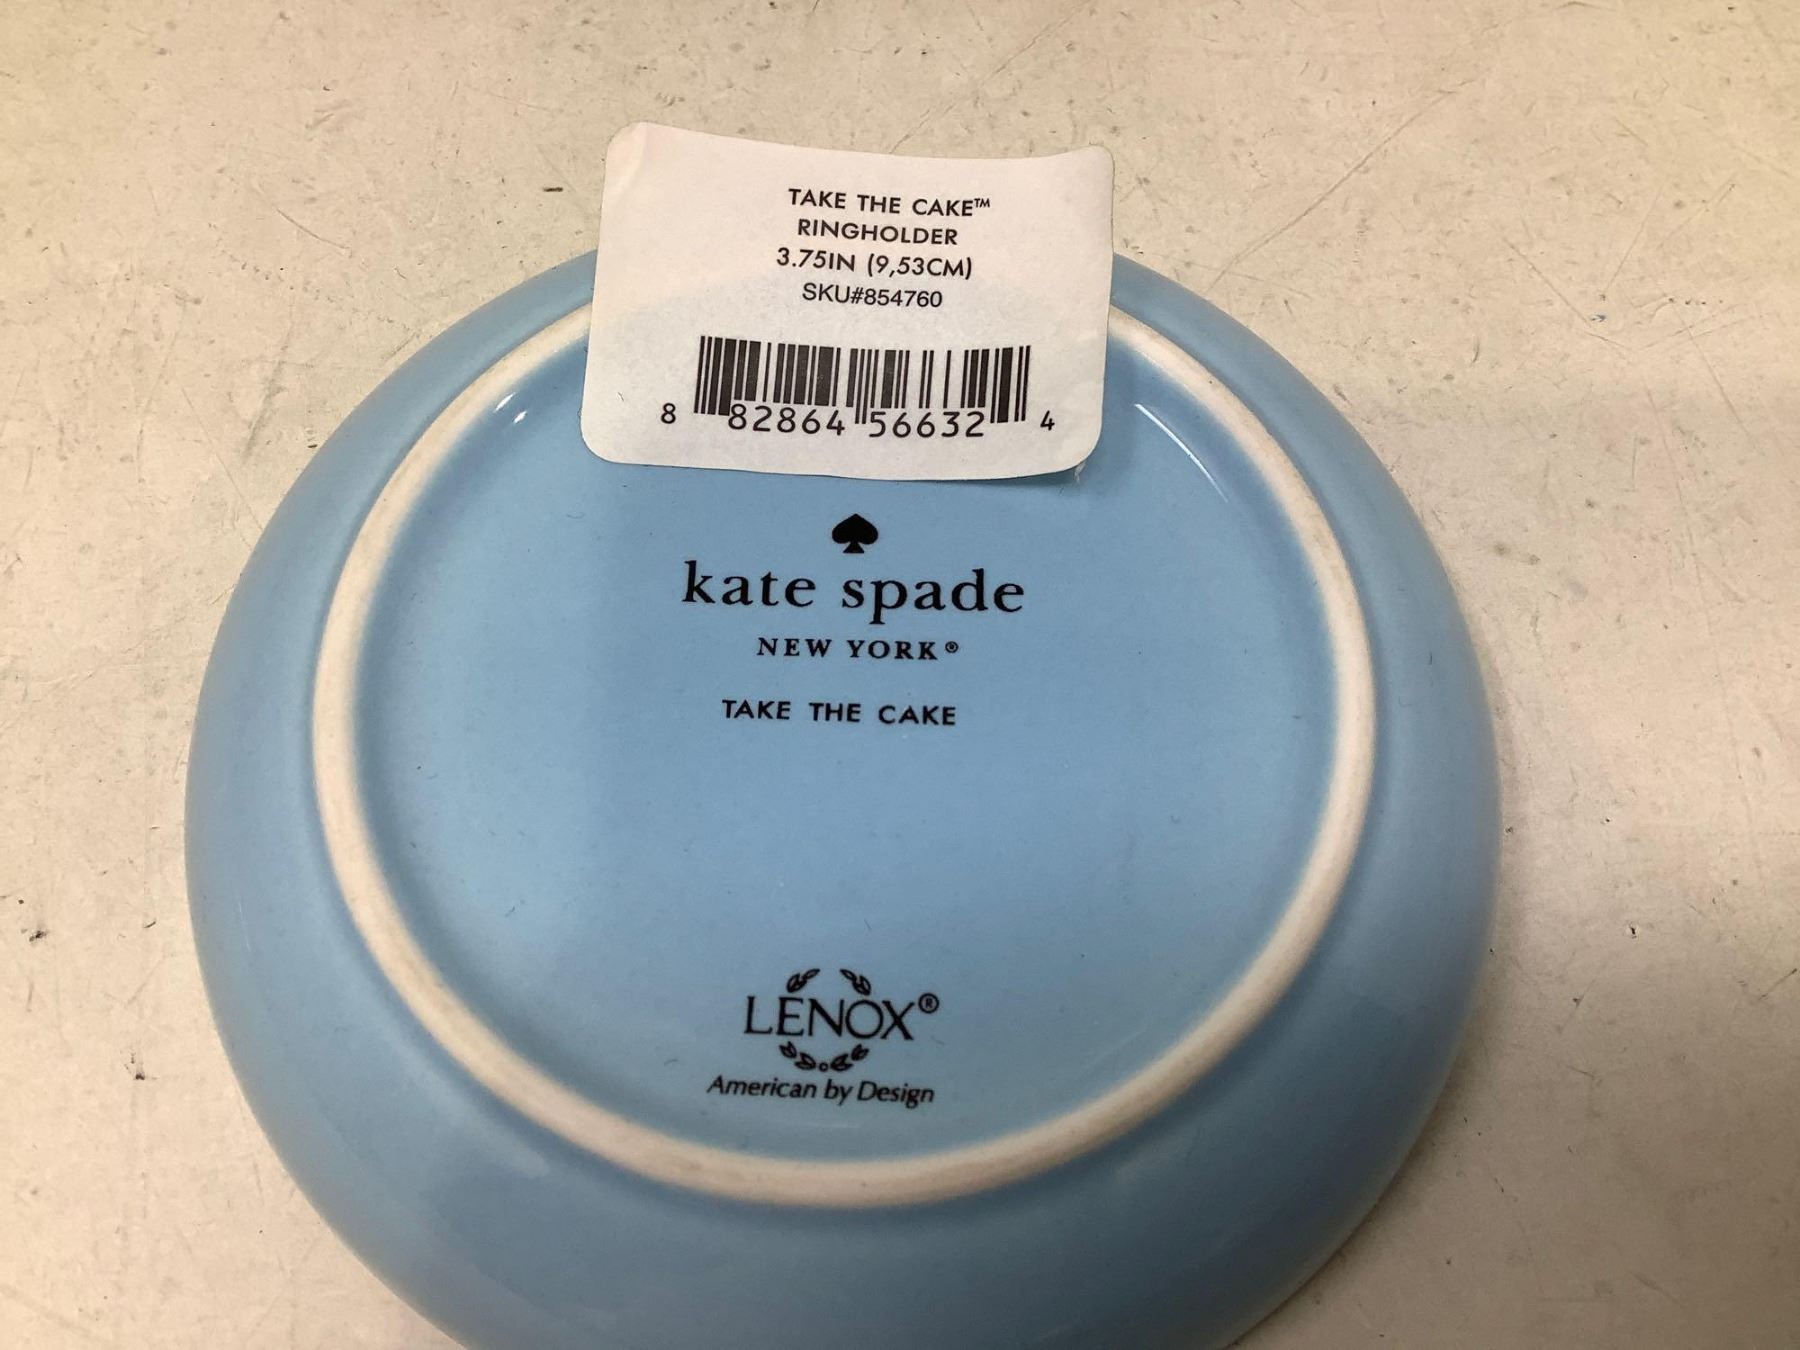 TAKE THE CAKE™
RINGHOLDER
3.75IN (9,53CM)
SKU#854760
8 82864 56632 4
kate spade
NEW YORK®
TAKE THE CAKE
LENOX®
American by Design